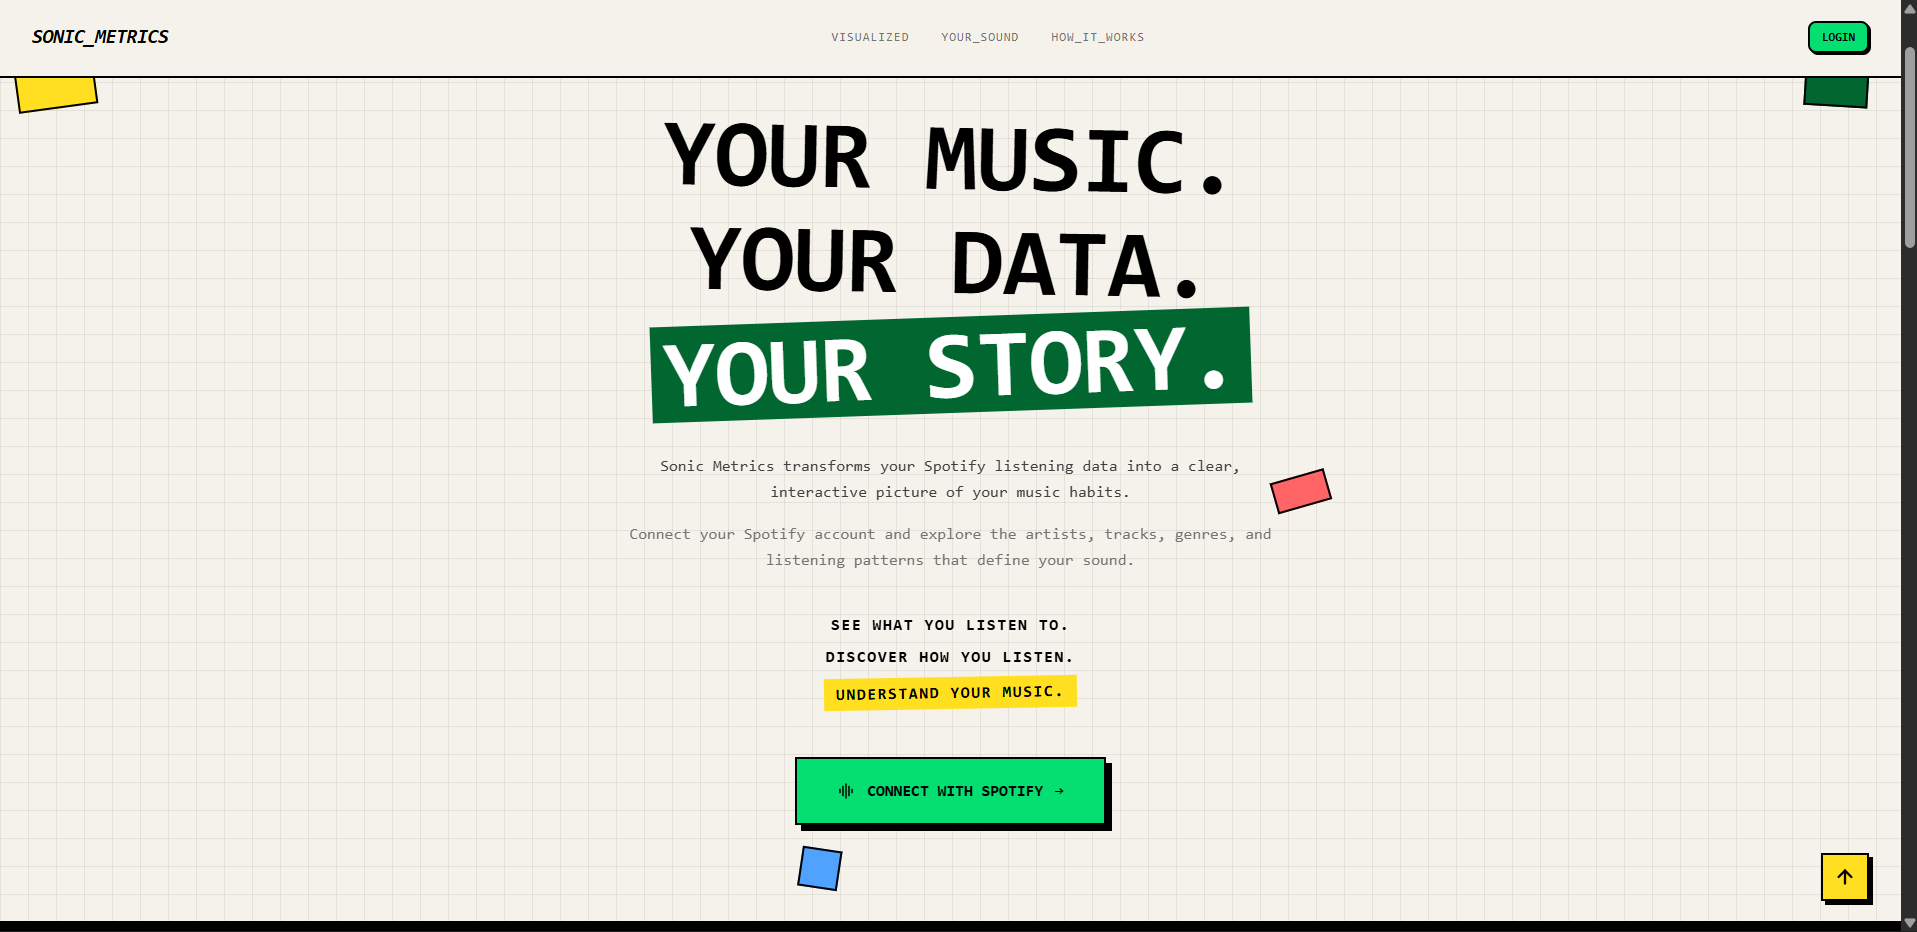 SONIC_METRICS
VISUALIZED
YOUR_SOUND
HOW_IT_WORKS
LOGIN
YOUR MUSIC.
YOUR DATA.
YOUR STORY.
Sonic Metrics transforms your Spotify listening data into a clear,
interactive picture of your music habits.
Connect your Spotify account and explore the artists, tracks, genres, and
listening patterns that define your sound.
SEE WHAT YOU LISTEN TO.
DISCOVER HOW YOU LISTEN.
UNDERSTAND YOUR MUSIC.
CONNECT WITH SPOTIFY →